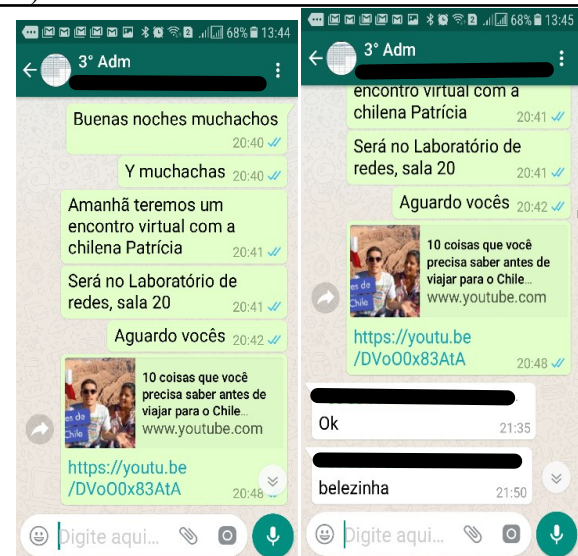 68% 13:44
3° Adm
Buenas noches muchachos
20:40
Y muchachas 20:40
Amanhã teremos um
encontro virtual com a
chilena Patrícia
20:41
Será no Laboratório de
redes, sala 20
20:41
Aguardo vocês 20:42
10 coisas que você
precisa saber antes de
viajar para o Chile...
www.youtube.com
https://youtu.be
/DVoO0x83AtA
20:48
Digite aqui...
68% 13:45
3° Adm
encontro virtual com a
chilena Patrícia
20:41
Será no Laboratório de
redes, sala 20
20:41
Aguardo vocês 20:42
10 coisas que você
precisa saber antes de
viajar para o Chile...
www.youtube.com
https://youtu.be
/DVoO0x83AtA
20:48
Ok
21:35
belezinha
21:50
Digite aqui...